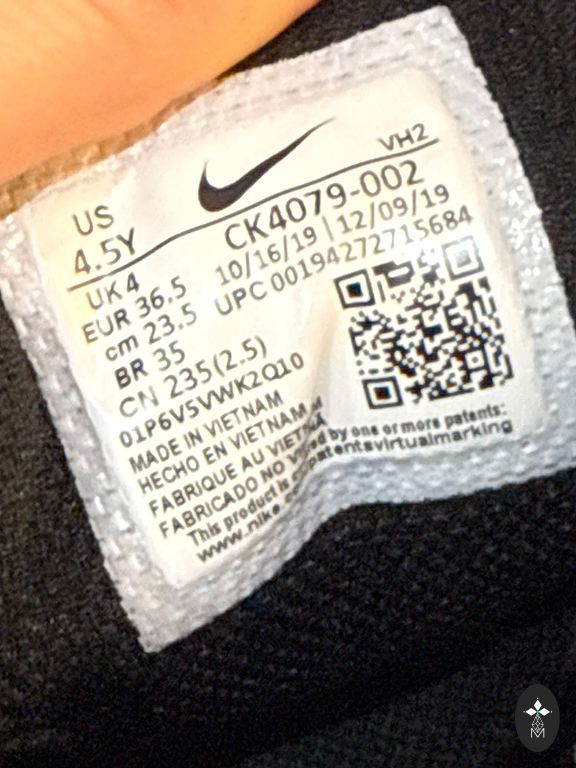 VH2
US
4.5Y
UK 4
EUR 36.5
cm 23.5
BR 35
CN 235(2.5)
CK4079-002
10/16/19 | 12/09/19
UPC 00194272715684
01P6V5VWK2Q10
MADE IN VIETNAM
HECHO EN VIETNAM
FABRIQUE AU VIETNAM
FABRICADO NO
This product is by one or more patents:
www.nike.co patentsvirtualmarking
M